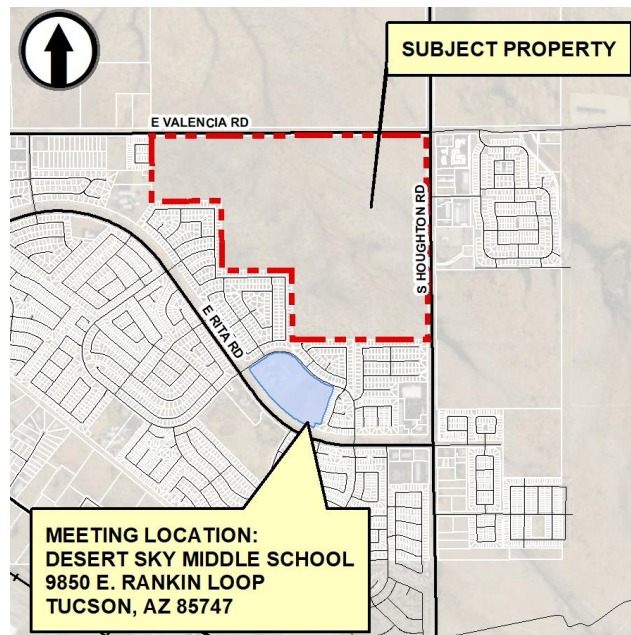 SUBJECT PROPERTY
E VALENCIA RD
S HOUGHTON RD
E RITA RD
MEETING LOCATION:
DESERT SKY MIDDLE SCHOOL
9850 E. RANKIN LOOP
TUCSON, AZ 85747